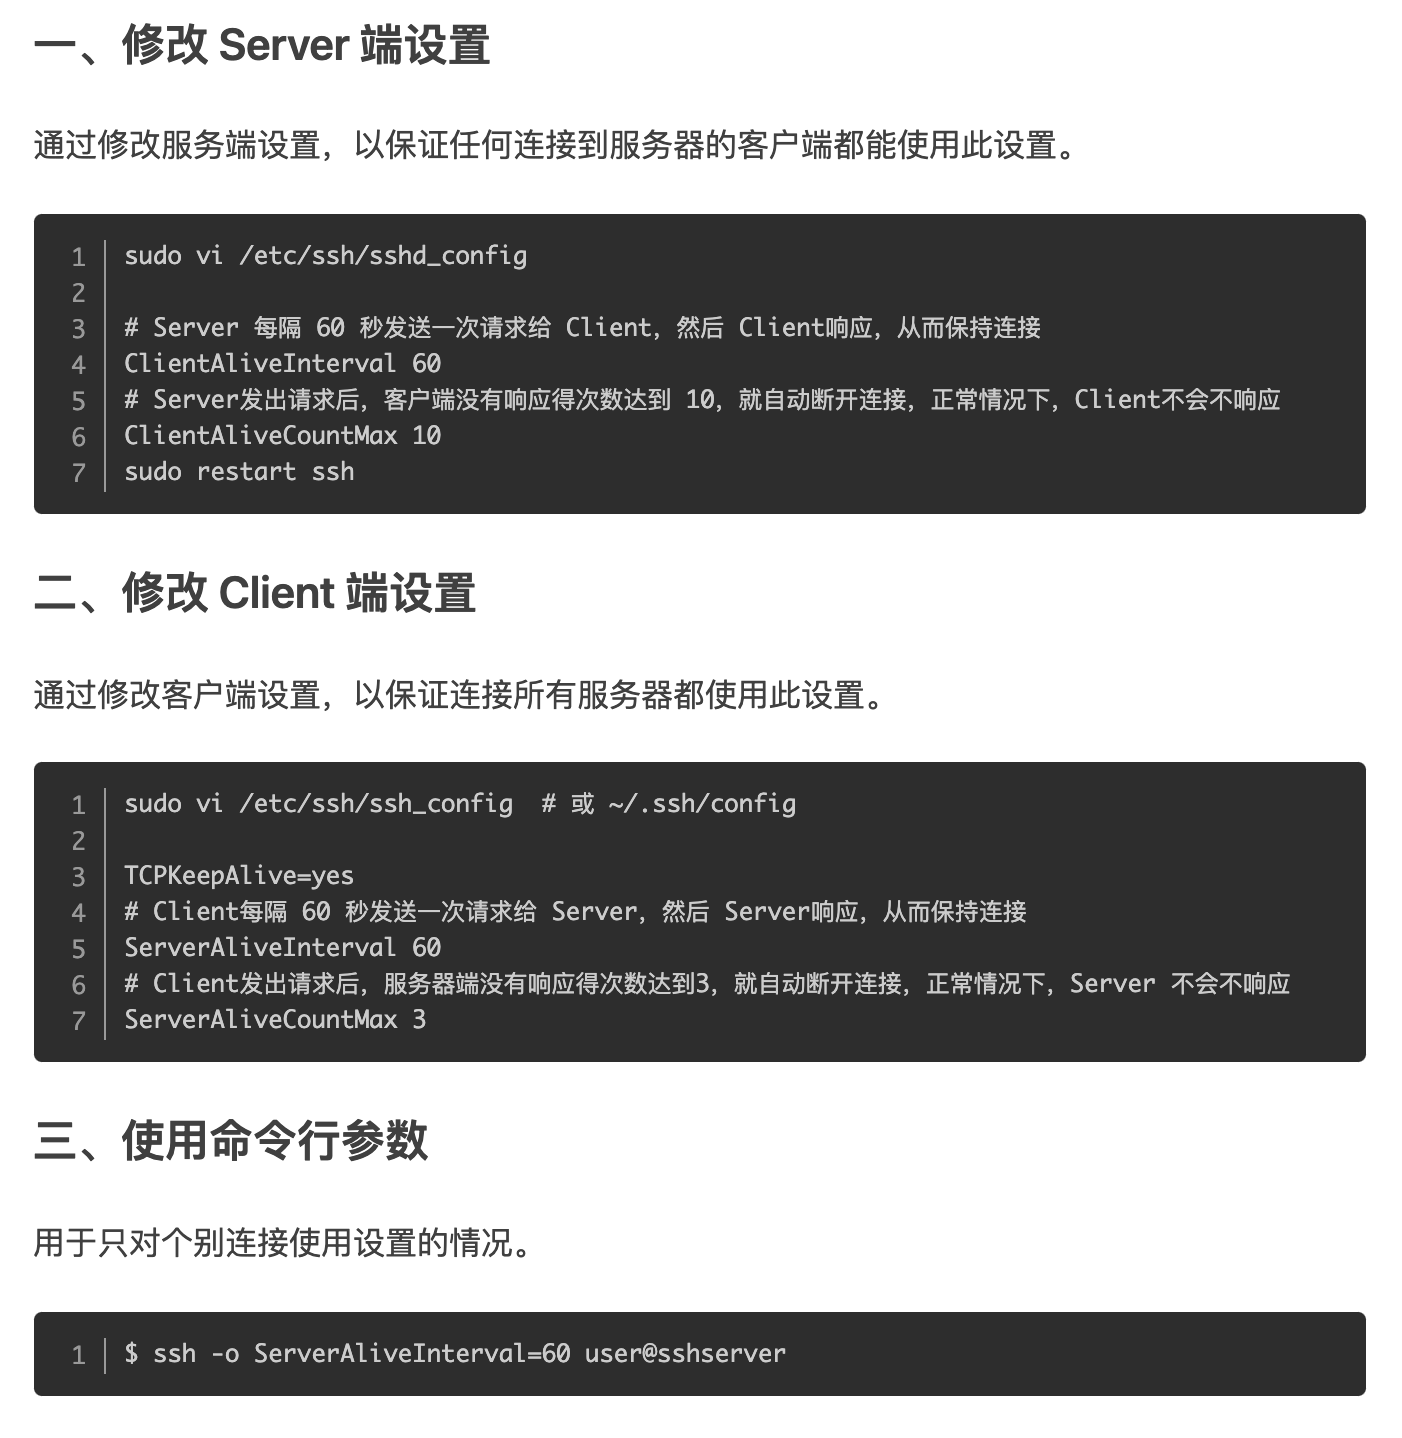 一、修改 Server 端设置
通过修改服务端设置，以保证任何连接到服务器的客户端都能使用此设置。
1 sudo vi /etc/ssh/sshd_config
2
3 # Server 每隔 60 秒发送一次请求给 Client，然后 Client响应，从而保持连接
4 ClientAliveInterval 60
5 # Server发出请求后，客户端没有响应得次数达到 10，就自动断开连接，正常情况下，Client不会不响应
6 ClientAliveCountMax 10
7 sudo restart ssh
二、修改 Client 端设置
通过修改客户端设置，以保证连接所有服务器都使用此设置。
1 sudo vi /etc/ssh/ssh_config  # 或 ~/.ssh/config
2
3 TCPKeepAlive=yes
4 # Client每隔 60 秒发送一次请求给 Server，然后 Server响应，从而保持连接
5 ServerAliveInterval 60
6 # Client发出请求后，服务器端没有响应得次数达到3，就自动断开连接，正常情况下，Server 不会不响应
7 ServerAliveCountMax 3
三、使用命令行参数
用于只对个别连接使用设置的情况。
1 $ ssh -o ServerAliveInterval=60 user@sshserver